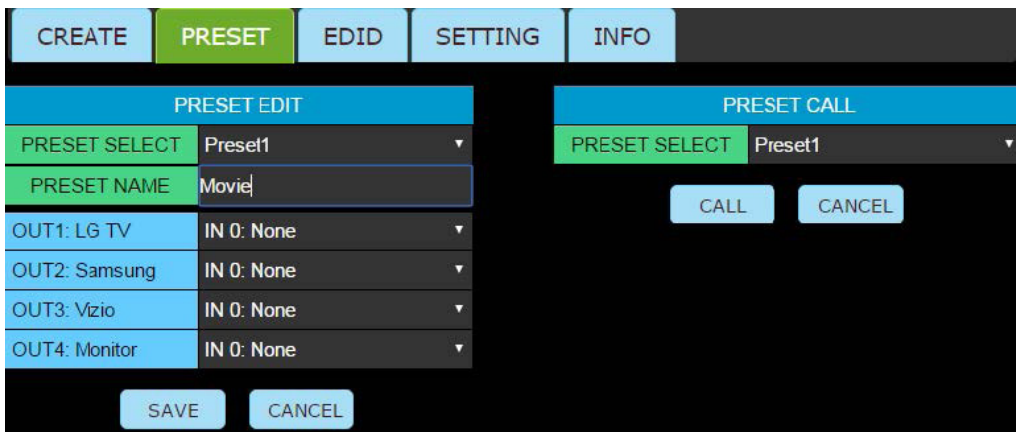 CREATE PRESET EDID SETTING INFO
PRESET EDIT
PRESET SELECT Preset1
PRESET NAME Movie
OUT1: LG TV IN 0: None
OUT2: Samsung IN 0: None
OUT3: Vizio IN 0: None
OUT4: Monitor IN 0: None
SAVE CANCEL
PRESET CALL
PRESET SELECT Preset1
CALL CANCEL